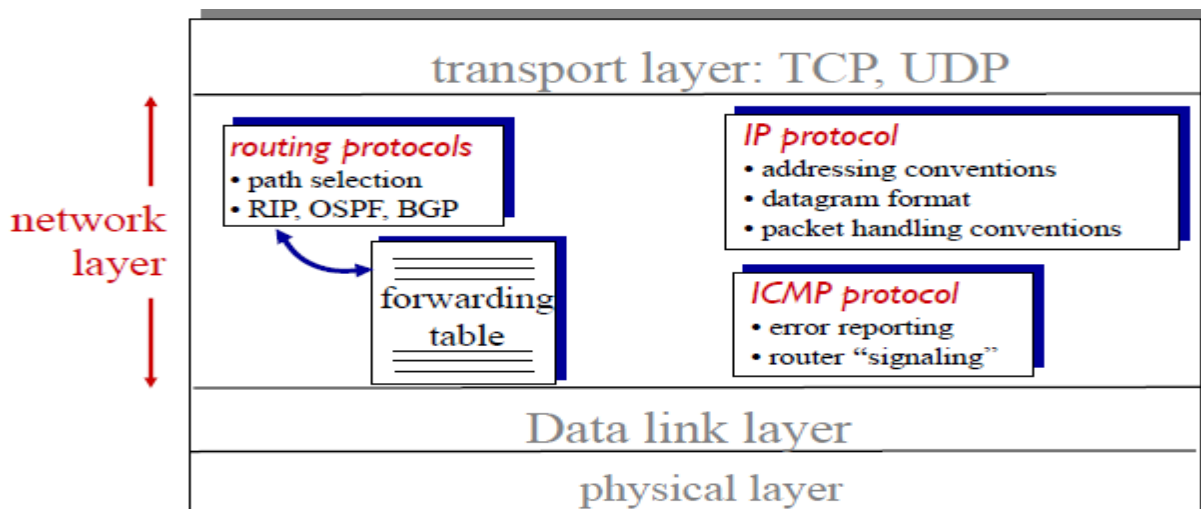 transport layer: TCP, UDP
network
layer
routing protocols
• path selection
• RIP, OSPF, BGP
forwarding
table
IP protocol
• addressing conventions
• datagram format
• packet handling conventions
ICMP protocol
• error reporting
• router “signaling”
Data link layer
physical layer